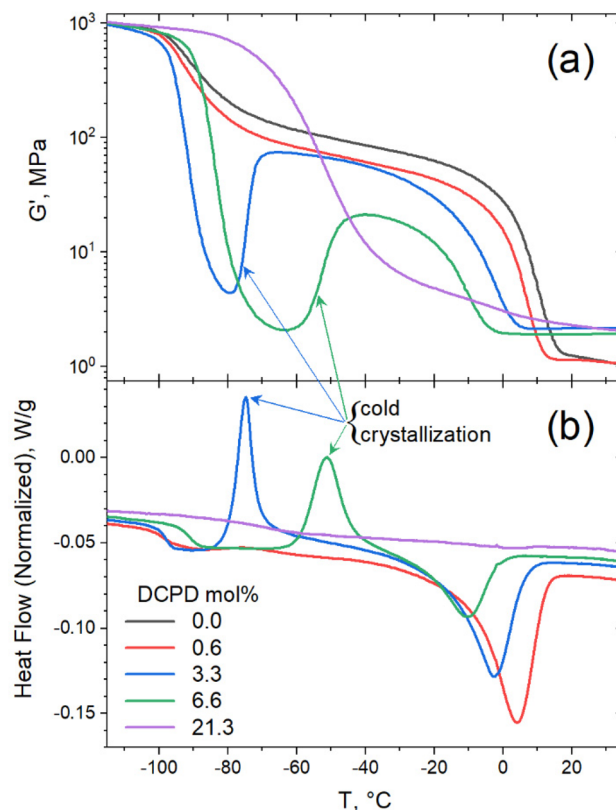 10³
(a)
10²
G', MPa
10¹
10⁰
cold
crystallization
(b)
0.00
Heat Flow (Normalized), W/g
-0.05
DCPD mol%
0.0
-0.10
0.6
3.3
6.6
-0.15
21.3
-100 -80 -60 -40 -20 0 20
T, °C